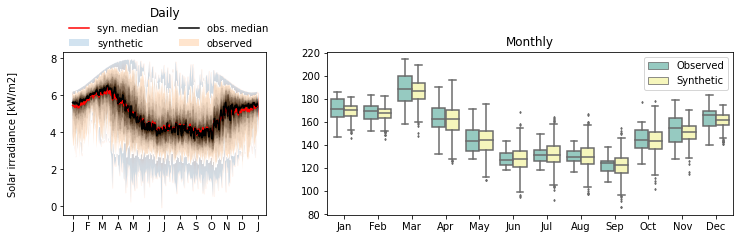 Daily
syn. median
obs. median
synthetic
observed
Solar irradiance [kW/m2]
8
6
4
2
0
J F M A M J J A S O N D J
Monthly
220
200
180
160
140
120
100
80
Observed
Synthetic
Jan Feb Mar Apr May Jun Jul Aug Sep Oct Nov Dec